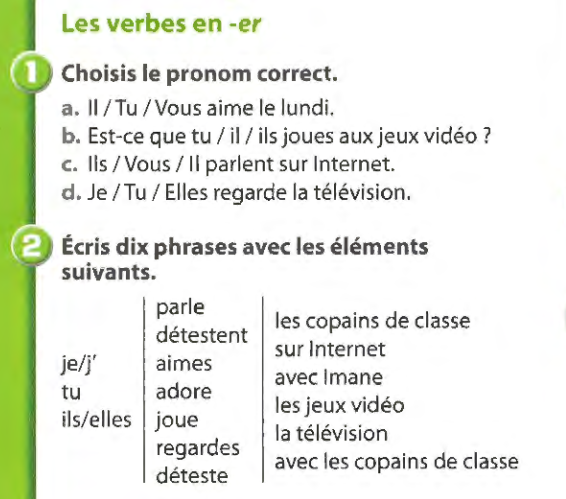 Les verbes en -er
1 Choisis le pronom correct.
a. Il / Tu / Vous aime le lundi.
b. Est-ce que tu / il / ils joues aux jeux vidéo ?
c. Ils / Vous / Il parlent sur Internet.
d. Je / Tu / Elles regarde la télévision.
2 Écris dix phrases avec les éléments
suivants.
je/j'
tu
ils/elles
parle
détestent
aimes
adore
joue
regardes
déteste
les copains de classe
sur Internet
avec Imane
les jeux vidéo
la télévision
avec les copains de classe